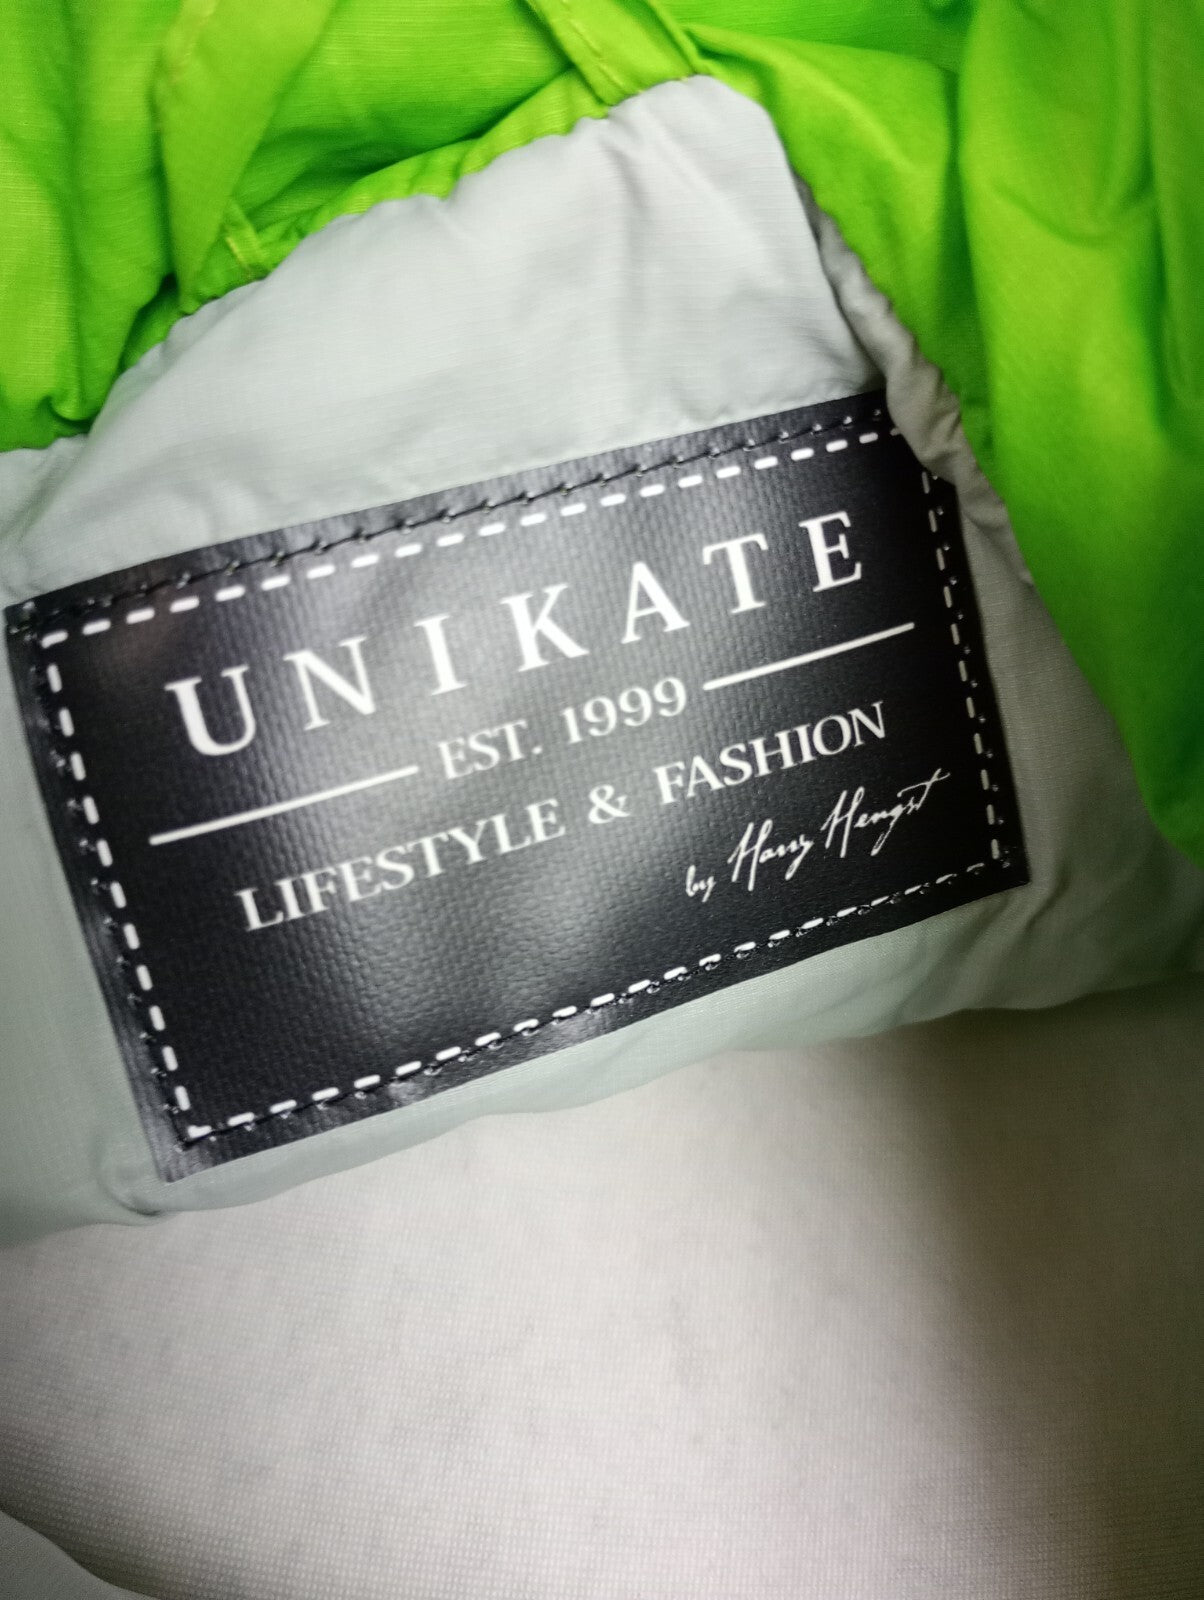 UNIKATE
EST. 1999
LIFESTYLE & FASHION
by Harry Hengst